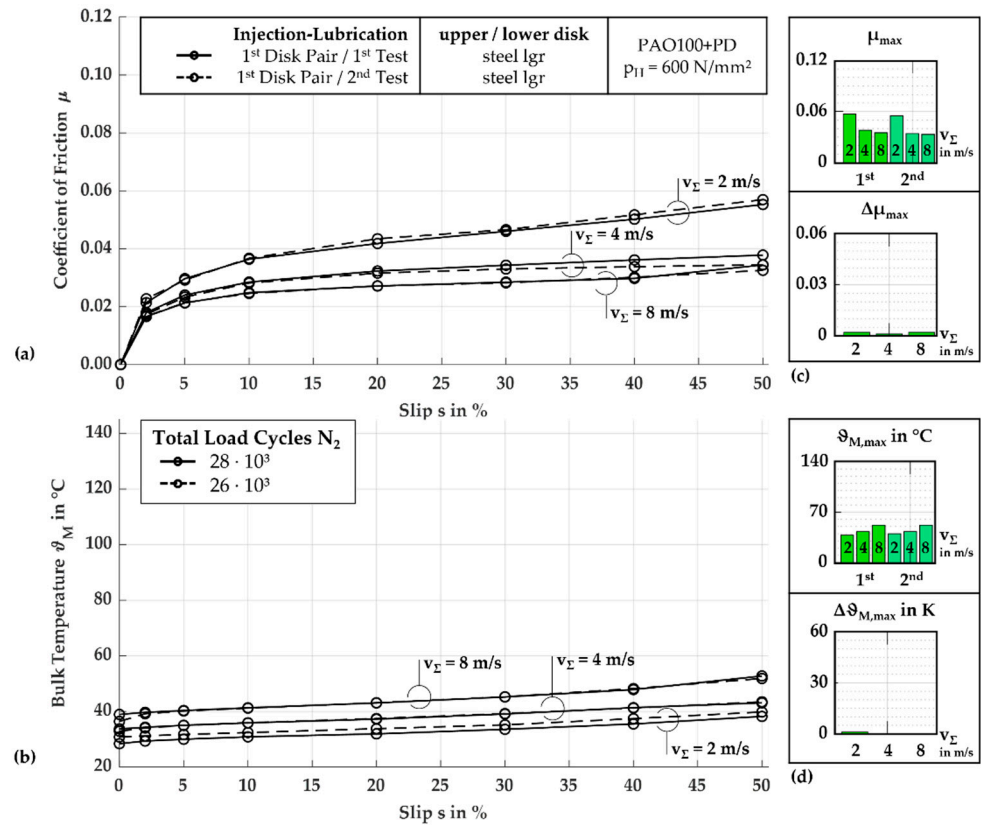 0.12
Injection-Lubrication
1st Disk Pair / 1st Test
1st Disk Pair / 2nd Test
upper / lower disk
steel lgr
steel lgr
PAO100+PD
pH = 600 N/mm²
0.10
0.08
0.06
0.04
0.02
0.00
Coefficient of Friction μ
vΣ = 2 m/s
vΣ = 4 m/s
vΣ = 8 m/s
(a)
0 5 10 15 20 25 30 35 40 45 50
Slip s in %
μmax
0.12
0.06
0
2 4 8 2 4 8
vΣ
in m/s
1st 2nd
Δμmax
0.06
0.03
0
2 4 8
vΣ
in m/s
(c)
140
120
100
80
60
40
20
Bulk Temperature ϑM in °C
Total Load Cycles N2
28 · 10³
26 · 10³
vΣ = 8 m/s
vΣ = 4 m/s
vΣ = 2 m/s
(b)
0 5 10 15 20 25 30 35 40 45 50
Slip s in %
ϑM,max in °C
140
70
0
2 4 8 2 4 8
vΣ
in m/s
1st 2nd
ΔϑM,max in K
60
30
0
2 4 8
vΣ
in m/s
(d)